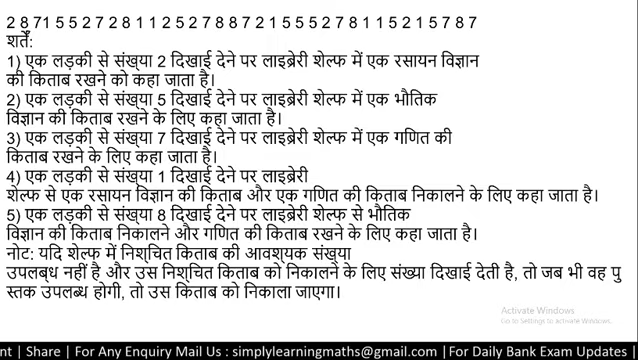 2 8 71 5 5 2 7 2 8 1 1 2 5 2 7 8 8 7 2 1 5 5 5 2 7 8 1 1 5 2 1 5 7 8 7
शर्तें:
1) एक लड़की से संख्या 2 दिखाई देने पर लाइब्रेरी शेल्फ में एक रसायन विज्ञान
की किताब रखने को कहा जाता है।
2) एक लड़की से संख्या 5 दिखाई देने पर लाइब्रेरी शेल्फ में एक भौतिक
विज्ञान की किताब रखने के लिए कहा जाता है।
3) एक लड़की से संख्या 7 दिखाई देने पर लाइब्रेरी शेल्फ में एक गणित की
किताब रखने के लिए कहा जाता है।
4) एक लड़की से संख्या 1 दिखाई देने पर लाइब्रेरी
शेल्फ से एक रसायन विज्ञान की किताब और एक गणित की किताब निकालने के लिए कहा जाता है।
5) एक लड़की से संख्या 8 दिखाई देने पर लाइब्रेरी शेल्फ से भौतिक
विज्ञान की किताब निकालने और गणित की किताब रखने के लिए कहा जाता है।
नोट: यदि शेल्फ में निश्चित किताब की आवश्यक संख्या
उपलब्ध नहीं है और उस निश्चित किताब को निकालने के लिए संख्या दिखाई देती है, तो जब भी वह पु
स्तक उपलब्ध होगी, तो उस किताब को निकाला जाएगा।
Activate Windows
Go to Settings to activate Windows.
nt | Share | For Any Enquiry Mail Us : simplylearningmaths@gmail.com |For Daily Bank Exam Updates |